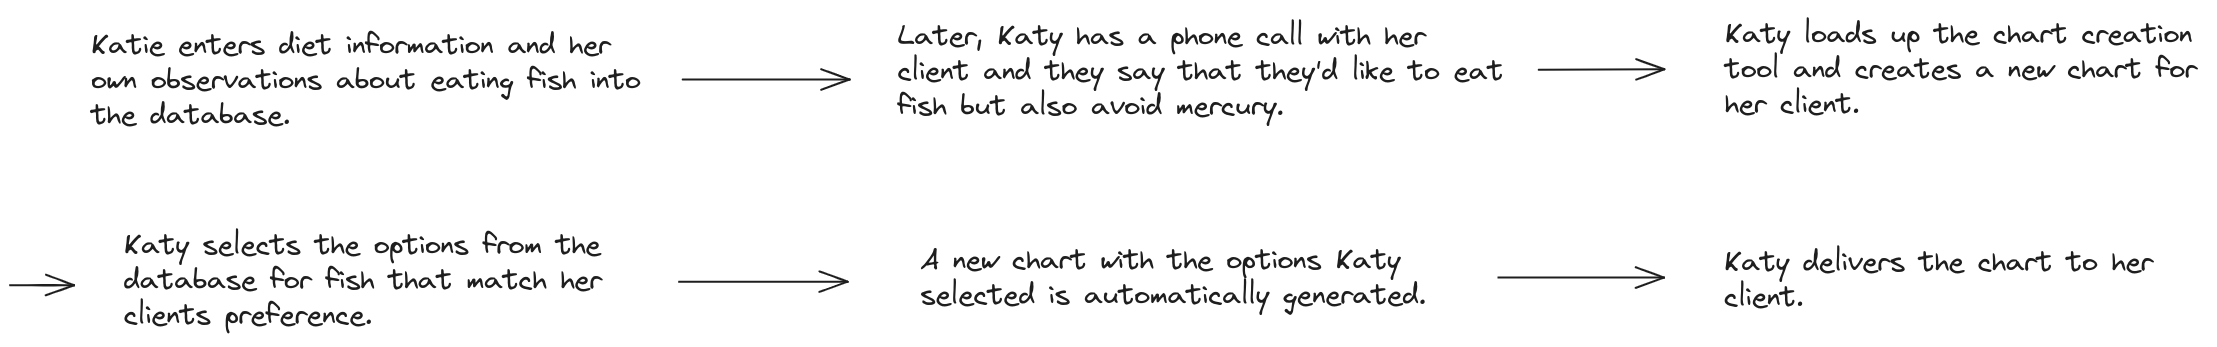 Katie enters diet information and her
own observations about eating fish into
the database.
Later, Katy has a phone call with her
client and they say that they'd like to eat
fish but also avoid mercury.
Katy loads up the chart creation
tool and creates a new chart for
her client.
Katy selects the options from the
database for fish that match her
clients preference.
A new chart with the options Katy
selected is automatically generated.
Katy delivers the chart to her
client.